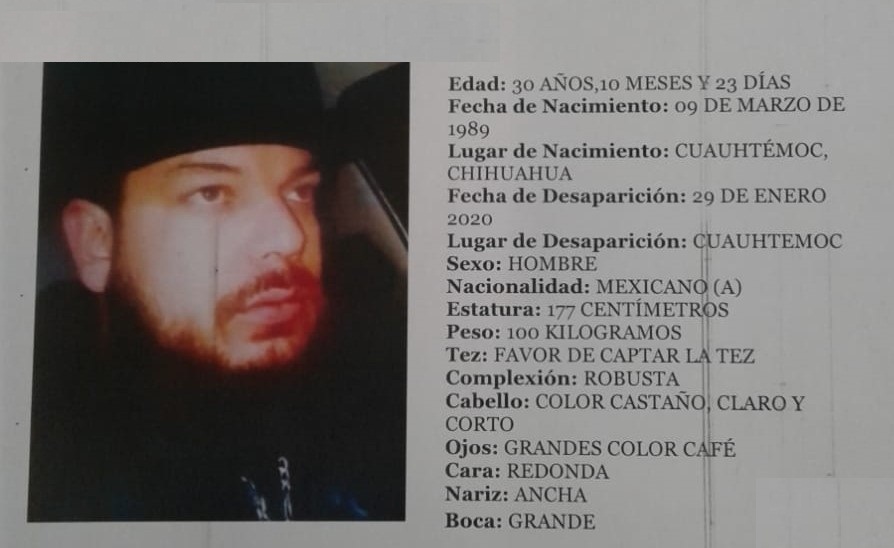 Edad: 30 AÑOS,10 MESES Y 23 DÍAS
Fecha de Nacimiento: 09 DE MARZO DE
1989
Lugar de Nacimiento: CUAUHTÉMOC,
CHIHUAHUA
Fecha de Desaparición: 29 DE ENERO
2020
Lugar de Desaparición: CUAUHTEMOC
Sexo: HOMBRE
Nacionalidad: MEXICANO (A)
Estatura: 177 CENTÍMETROS
Peso: 100 KILOGRAMOS
Tez: FAVOR DE CAPTAR LA TEZ
Complexión: ROBUSTA
Cabello: COLOR CASTAÑO, CLARO Y
CORTO
Ojos: GRANDES COLOR CAFÉ
Cara: REDONDA
Nariz: ANCHA
Boca: GRANDE